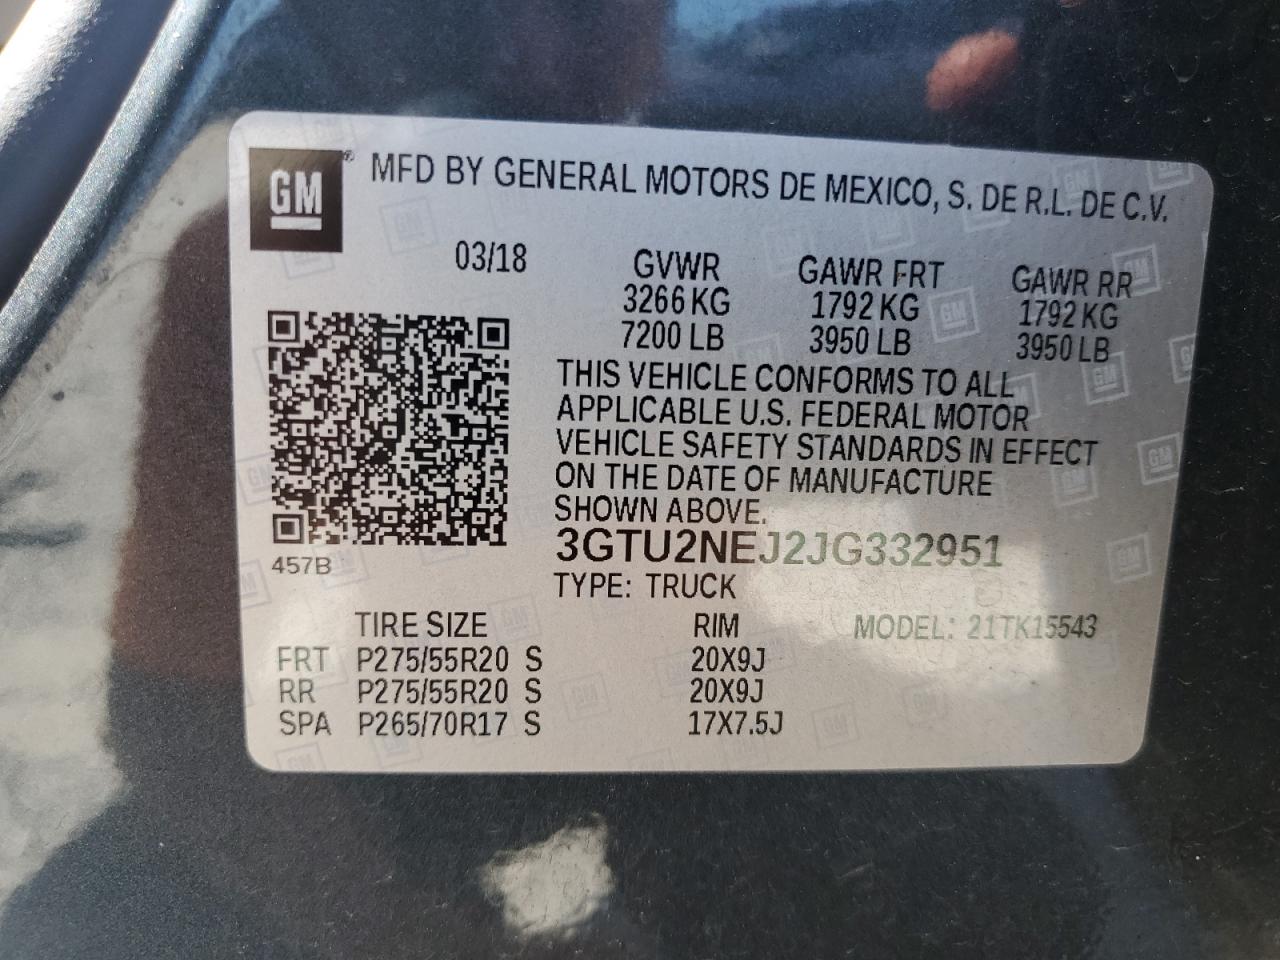 GM® MFD BY GENERAL MOTORS DE MEXICO, S. DE R.L. DE C.V.
03/18 GVWR GAWR FRT GAWR RR
3266 KG 1792 KG 1792 KG
7200 LB 3950 LB 3950 LB
THIS VEHICLE CONFORMS TO ALL
APPLICABLE U.S. FEDERAL MOTOR
VEHICLE SAFETY STANDARDS IN EFFECT
ON THE DATE OF MANUFACTURE
SHOWN ABOVE.
3GTU2NEJ2JG332951
457B
TYPE: TRUCK
TIRE SIZE RIM MODEL: 21TK15543
FRT P275/55R20 S 20X9J
RR P275/55R20 S 20X9J
SPA P265/70R17 S 17X7.5J